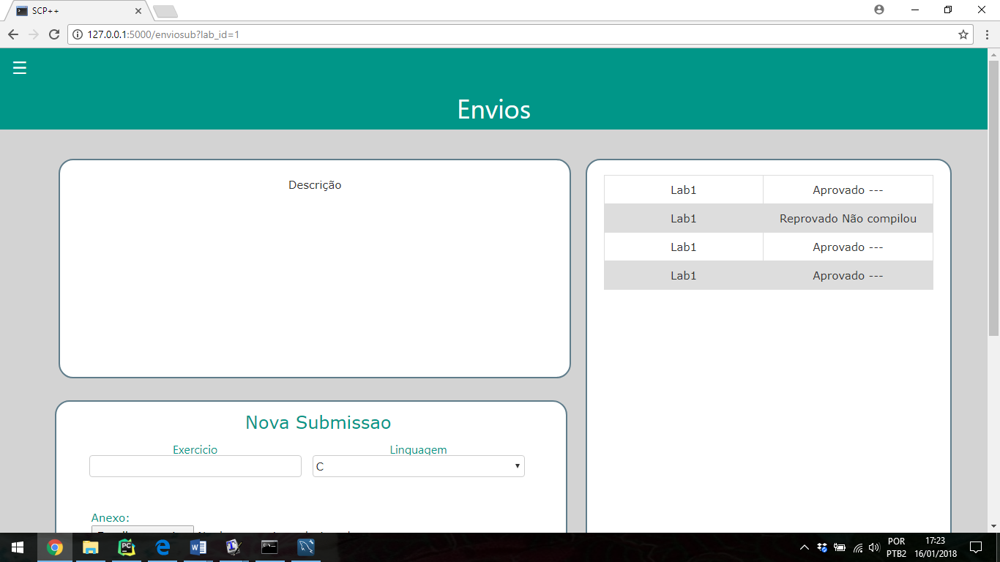 SCP++
127.0.0.1:5000/enviosub?lab_id=1
Envios
Descrição
Lab1 Aprovado ---
Lab1 Reprovado Não compilou
Lab1 Aprovado ---
Lab1 Aprovado ---
Nova Submissao
Exercicio Linguagem
C
Anexo:
POR 17:23
PTB2 16/01/2018